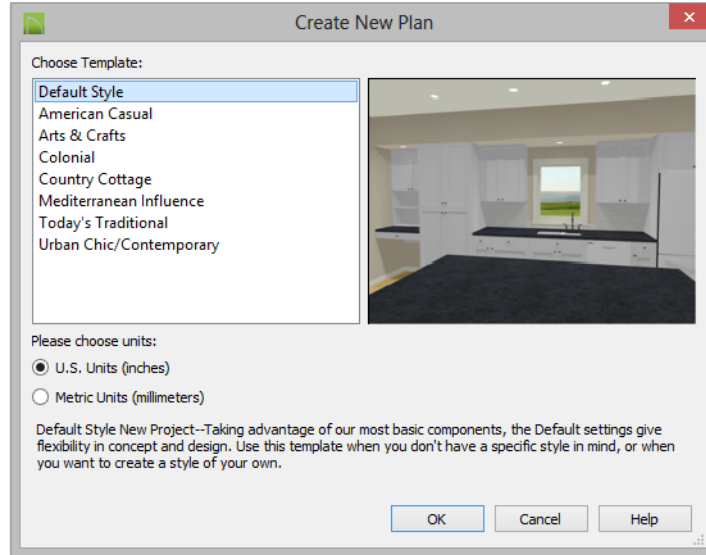 Create New Plan
Choose Template:
Default Style
American Casual
Arts & Crafts
Colonial
Country Cottage
Mediterranean Influence
Today's Traditional
Urban Chic/Contemporary
Please choose units:
U.S. Units (inches)
Metric Units (millimeters)
Default Style New Project--Taking advantage of our most basic components, the Default settings give
flexibility in concept and design. Use this template when you don't have a specific style in mind, or when
you want to create a style of your own.
OK Cancel Help